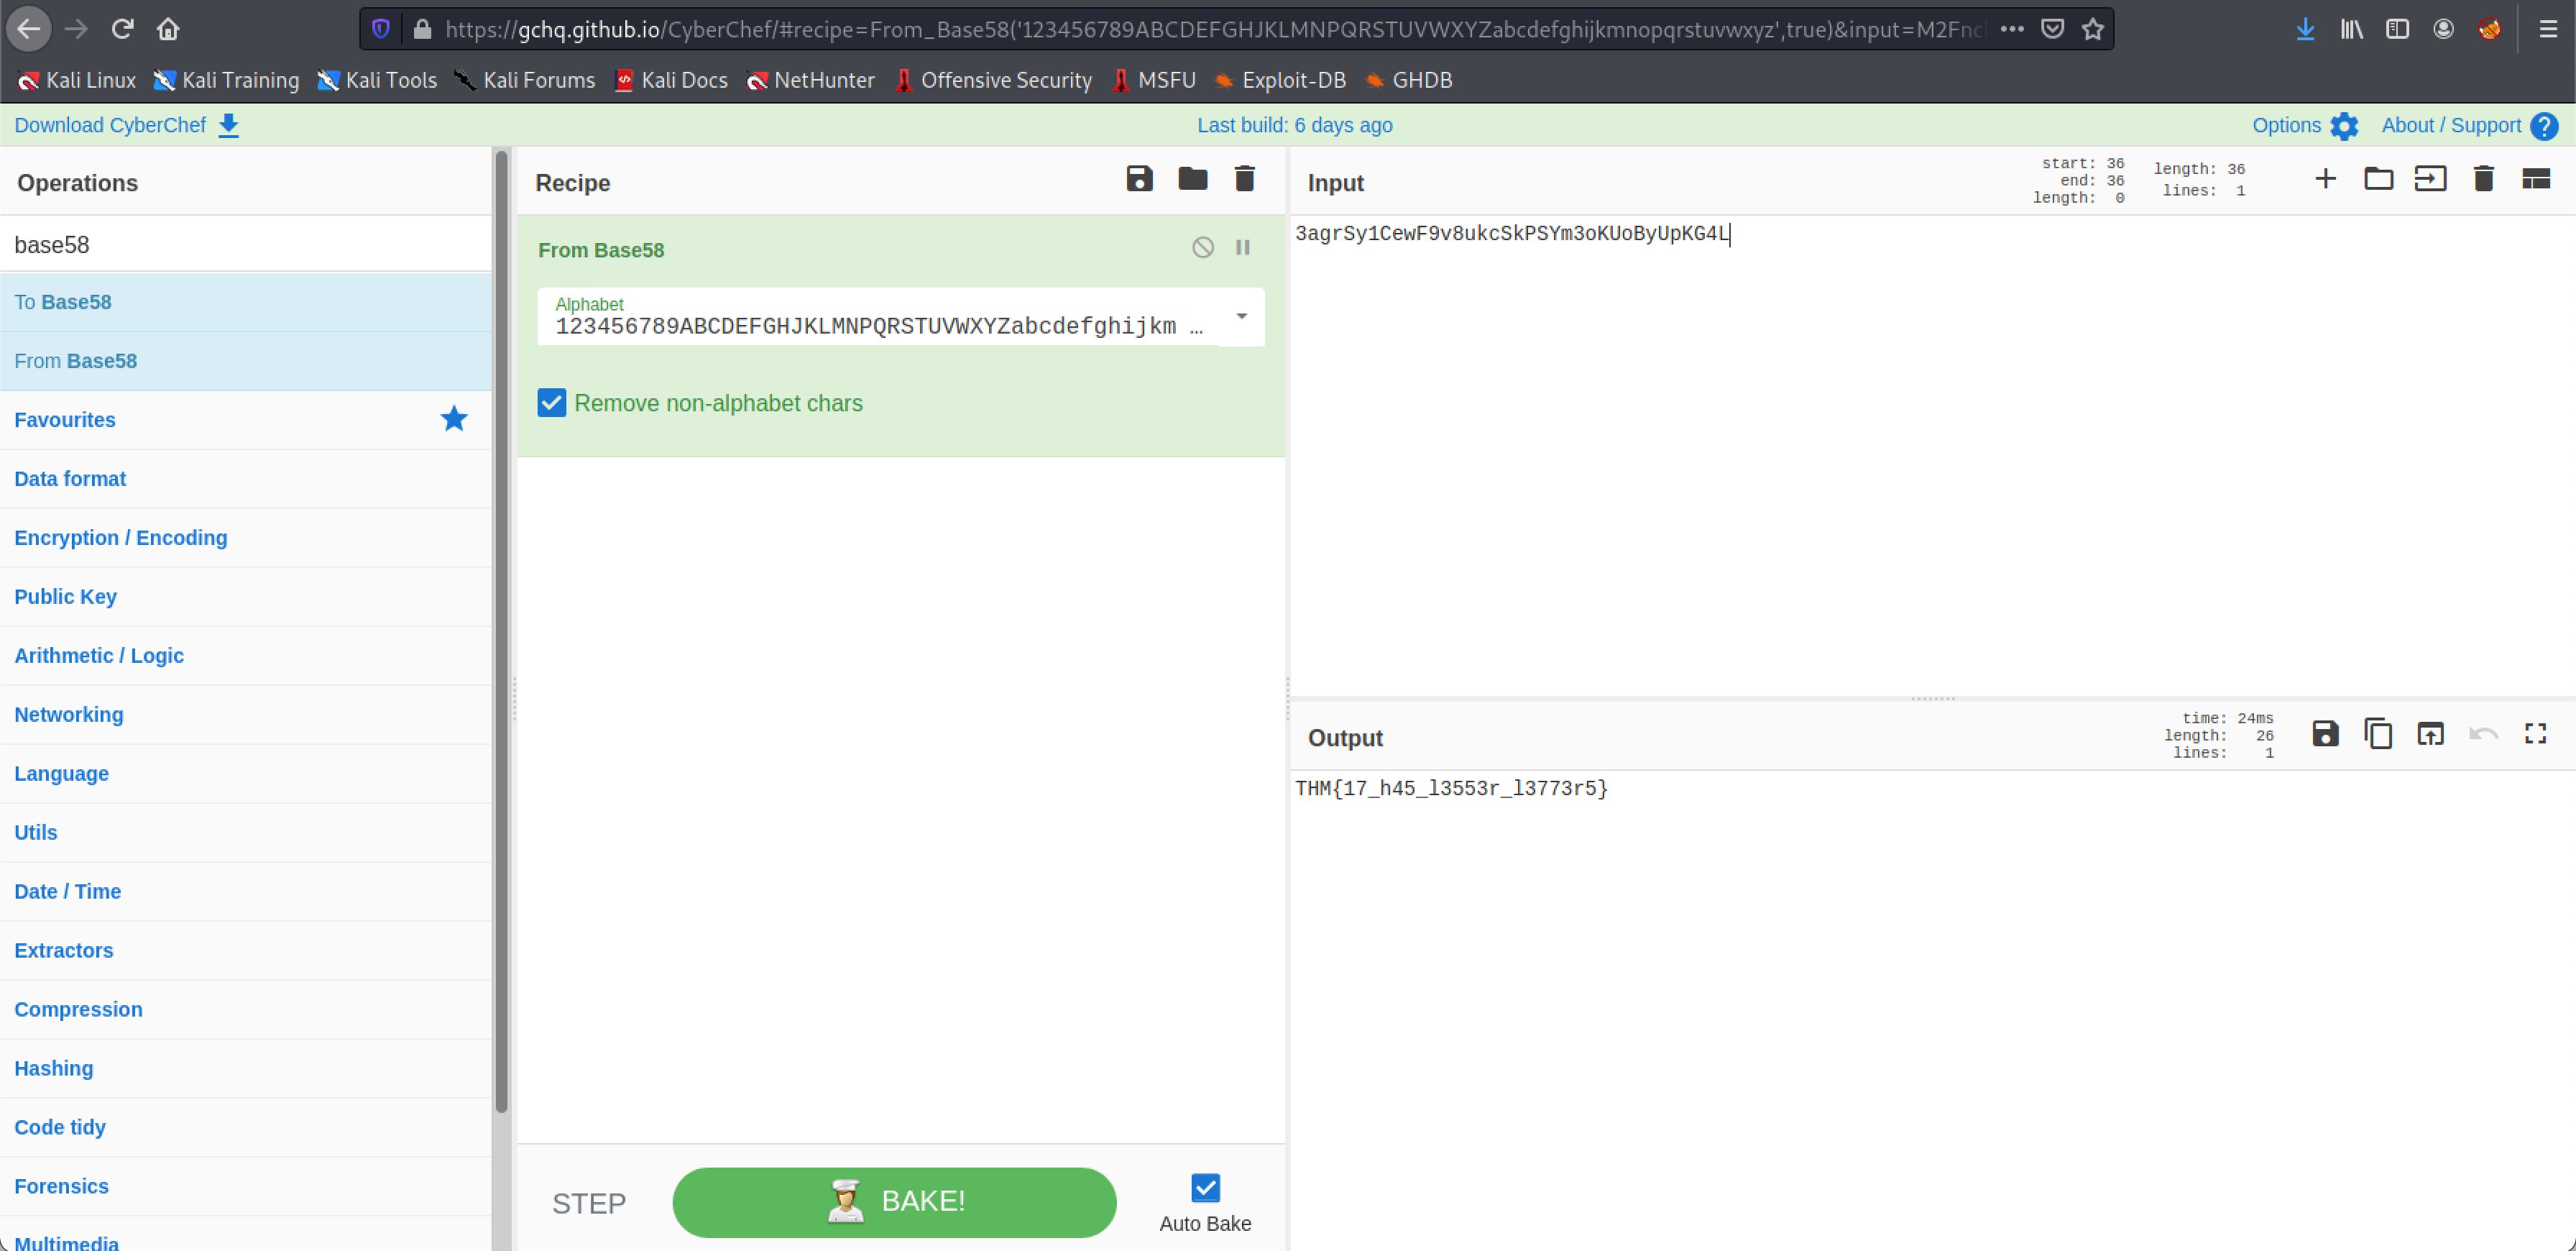 https://gchq.github.io/CyberChef/#recipe=From_Base58('123456789ABCDEFGHJKLMNPQRSTUVWXYZabcdefghijkmnopqrstuvwxyz',true)&input=M2Fnc
Kali Linux Kali Training Kali Tools Kali Forums Kali Docs NetHunter Offensive Security MSFU Exploit-DB GHDB
Download CyberChef Last build: 6 days ago Options About / Support
Operations
base58
To Base58
From Base58
Favourites
Data format
Encryption / Encoding
Public Key
Arithmetic / Logic
Networking
Language
Utils
Date / Time
Extractors
Compression
Hashing
Code tidy
Forensics
Multimedia
Recipe
From Base58
Alphabet
123456789ABCDEFGHJKLMNPQRSTUVWXYZabcdefghijkm …
Remove non-alphabet chars
STEP
BAKE!
Auto Bake
Input
start: 36
end: 36
length: 0
length: 36
lines: 1
3agrSy1CewF9v8ukcSkPSYm3oKUoByUpKG4L
Output
time: 24ms
length: 26
lines: 1
THM{17_h45_l3553r_l3773r5}